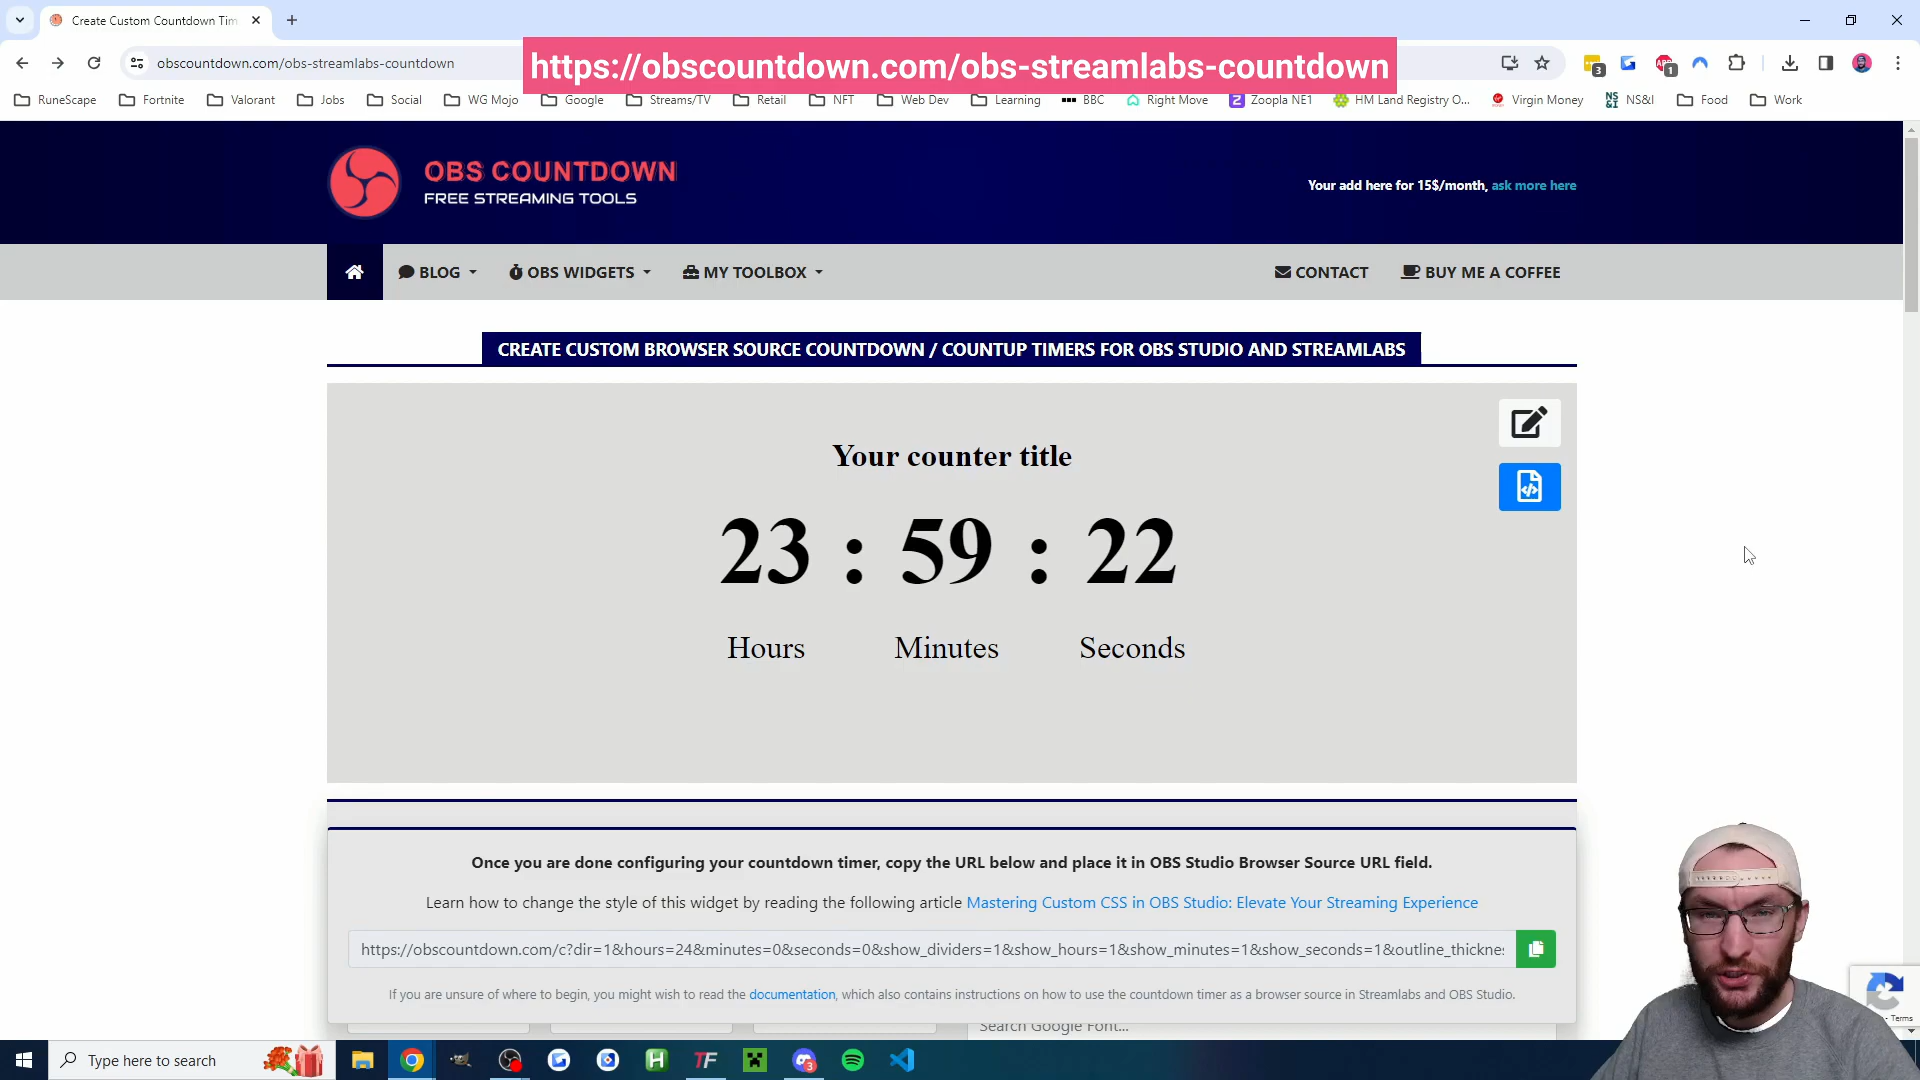 Create Custom Countdown Tim
obscountdown.com/obs-streamlabs-countdown
https://obscountdown.com/obs-streamlabs-countdown
3
1
RuneScape
Fortnite
Valorant
Jobs
Social
WG Mojo
Google
Streams/TV
Retail
NFT
Web Dev
Learning
BBC
Right Move
Zoopla NE1
HM Land Registry O...
Virgin Money
NS&I
NS&I
Food
Work
OBS COUNTDOWN
FREE STREAMING TOOLS
Your add here for 15$/month, ask more here
BLOG
OBS WIDGETS
MY TOOLBOX
CONTACT
BUY ME A COFFEE
CREATE CUSTOM BROWSER SOURCE COUNTDOWN / COUNTUP TIMERS FOR OBS STUDIO AND STREAMLABS
Your counter title
23 : 59 : 22
Hours Minutes Seconds
Once you are done configuring your countdown timer, copy the URL below and place it in OBS Studio Browser Source URL field.
Learn how to change the style of this widget by reading the following article Mastering Custom CSS in OBS Studio: Elevate Your Streaming Experience
https://obscountdown.com/c?dir=1&hours=24&minutes=0&seconds=0&show_dividers=1&show_hours=1&show_minutes=1&show_seconds=1&outline_thicknes
If you are unsure of where to begin, you might wish to read the documentation, which also contains instructions on how to use the countdown timer as a browser source in Streamlabs and OBS Studio.
Search Google Font...
- Terms
Type here to search
H
TF
3